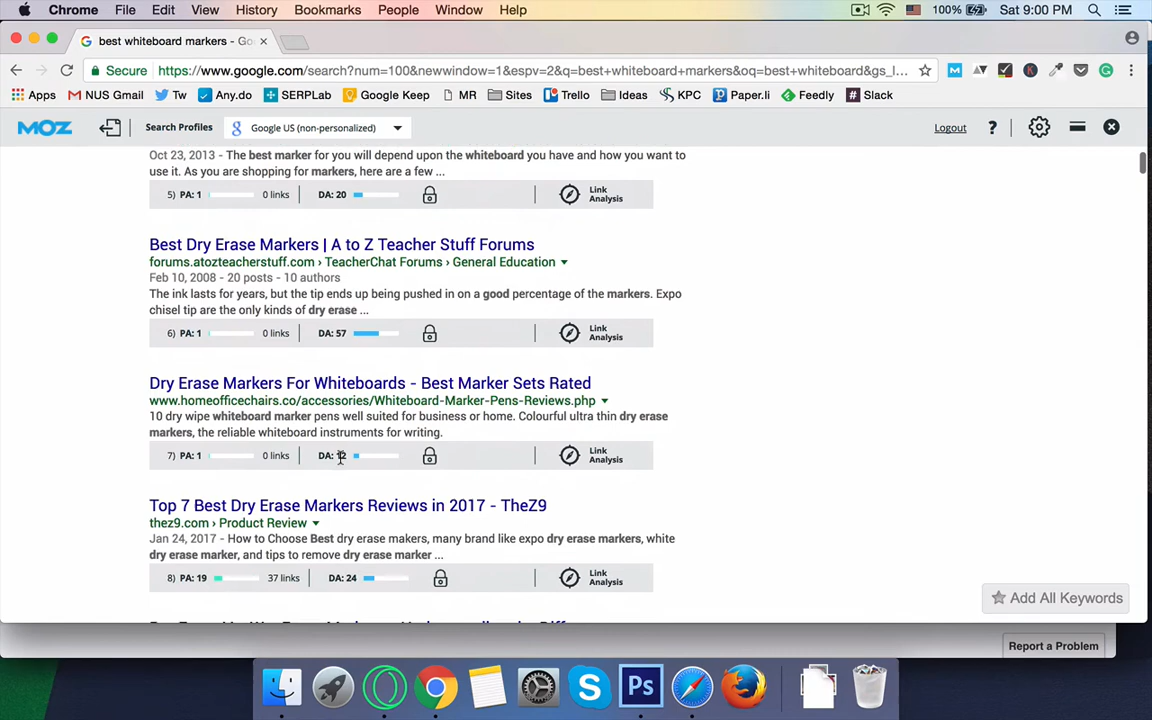 Chrome File Edit View History Bookmarks People Window Help 100% Sat 9:00 PM
best whiteboard markers - Go
Secure https://www.google.com/search?num=100&newwindow=1&espv=2&q=best+whiteboard+markers&oq=best+whiteboard&gs_l...
Apps NUS Gmail Tw Any.do SERPLab Google Keep MR Sites Trello Ideas KPC Paper.li Feedly Slack
MOZ Search Profiles Google US (non-personalized) Logout ?
Oct 23, 2013 - The best marker for you will depend upon the whiteboard you have and how you want to
use it. As you are shopping for markers, here are a few ...
5) PA: 1 0 links DA: 20 Link Analysis
Best Dry Erase Markers | A to Z Teacher Stuff Forums
forums.atozteacherstuff.com › TeacherChat Forums › General Education
Feb 10, 2008 - 20 posts - 10 authors
The ink lasts for years, but the tip ends up being pushed in on a good percentage of the markers. Expo
chisel tip are the only kinds of dry erase ...
6) PA: 1 0 links DA: 57 Link Analysis
Dry Erase Markers For Whiteboards - Best Marker Sets Rated
www.homeofficechairs.co/accessories/Whiteboard-Marker-Pens-Reviews.php
10 dry wipe whiteboard marker pens well suited for business or home. Colourful ultra thin dry erase
markers, the reliable whiteboard instruments for writing.
7) PA: 1 0 links DA: 12 Link Analysis
Top 7 Best Dry Erase Markers Reviews in 2017 - TheZ9
thez9.com › Product Review
Jan 24, 2017 - How to Choose Best dry erase makers, many brand like expo dry erase markers, white
dry erase marker, and tips to remove dry erase marker ...
8) PA: 19 37 links DA: 24 Link Analysis
Add All Keywords
Report a Problem
Ps